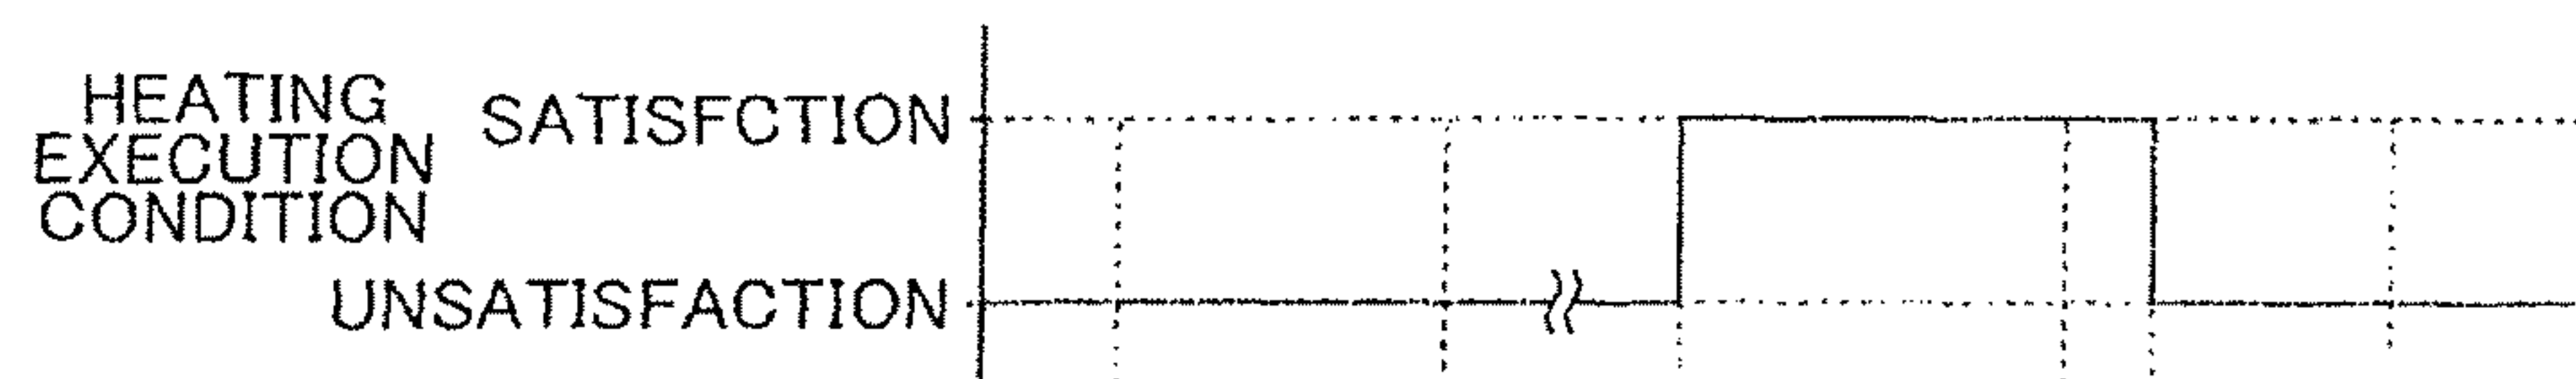 HEATING
EXECUTION
CONDITION
SATISFCTION
UNSATISFACTION